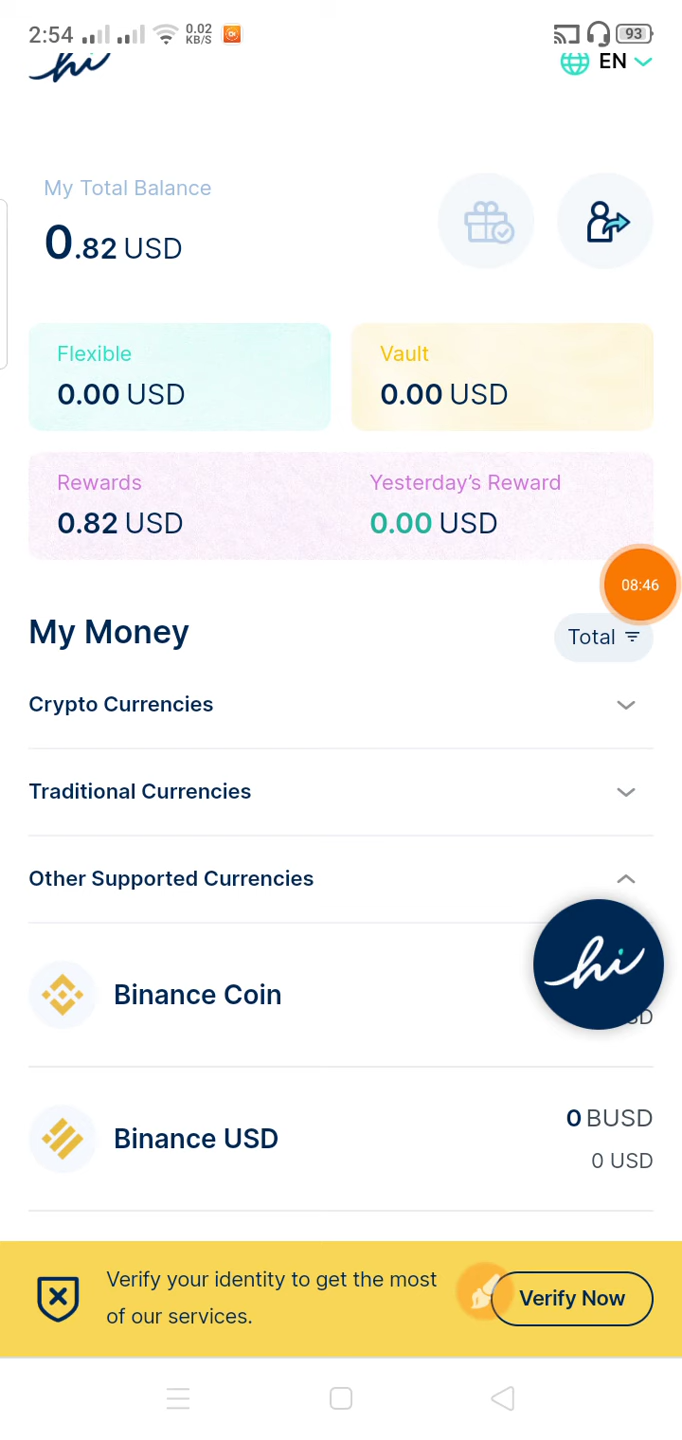 2:54 0.02 KB/S 93
hi EN
My Total Balance
0.82 USD
Flexible Vault
0.00 USD 0.00 USD
Rewards Yesterday's Reward
0.82 USD 0.00 USD
08:46
My Money Total
Crypto Currencies
Traditional Currencies
Other Supported Currencies
hi
Binance Coin
0 BUSD
Binance USD
0 USD
Verify your identity to get the most
of our services.
Verify Now